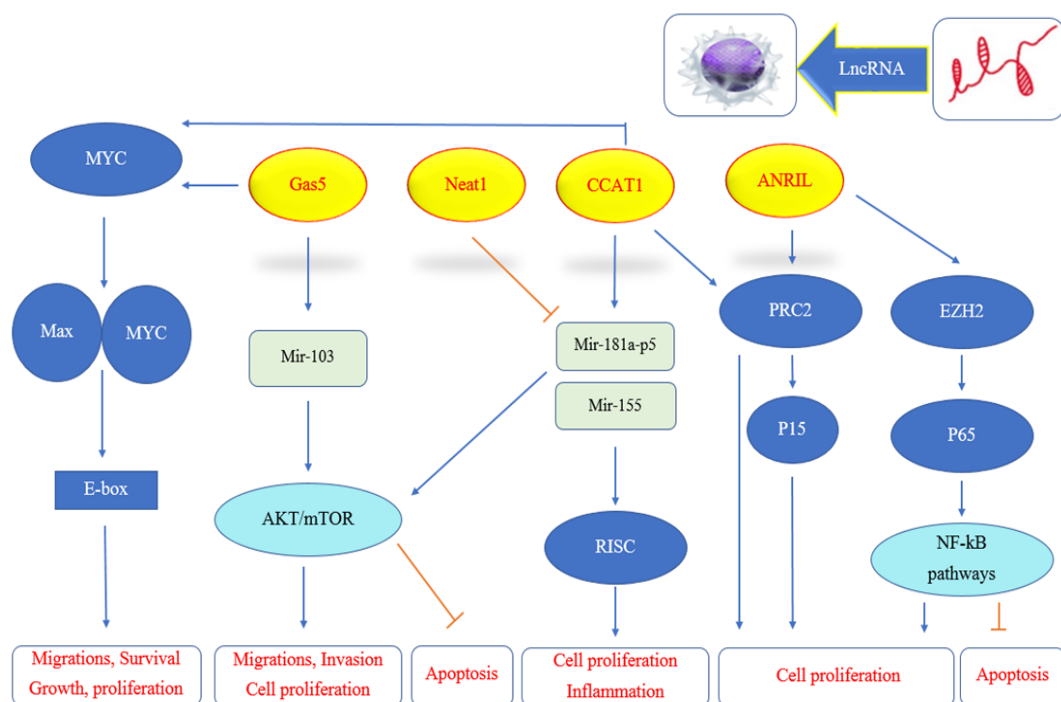 LncRNA
MYC
Gas5
Neat1
CCAT1
ANRIL
Max
MYC
Mir-103
Mir-181a-p5
Mir-155
PRC2
EZH2
P15
P65
E-box
AKT/mTOR
RISC
NF-kB
pathways
Migrations, Survival
Growth, proliferation
Migrations, Invasion
Cell proliferation
Apoptosis
Cell proliferation
Inflammation
Cell proliferation
Apoptosis